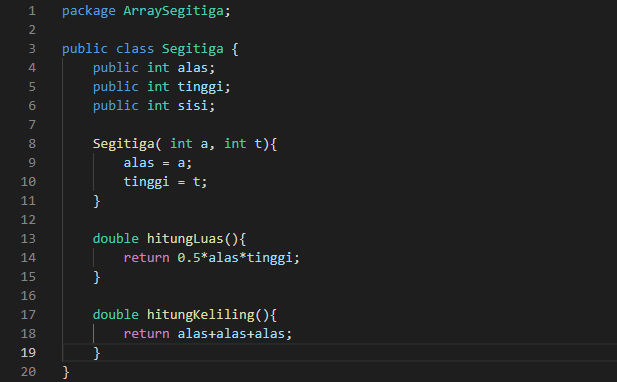 1 package ArraySegitiga;
2
3 public class Segitiga {
4     public int alas;
5     public int tinggi;
6     public int sisi;
7
8     Segitiga( int a, int t){
9         alas = a;
10         tinggi = t;
11     }
12
13     double hitungLuas(){
14         return 0.5*alas*tinggi;
15     }
16
17     double hitungKeliling(){
18         return alas+alas+alas;
19     }
20 }